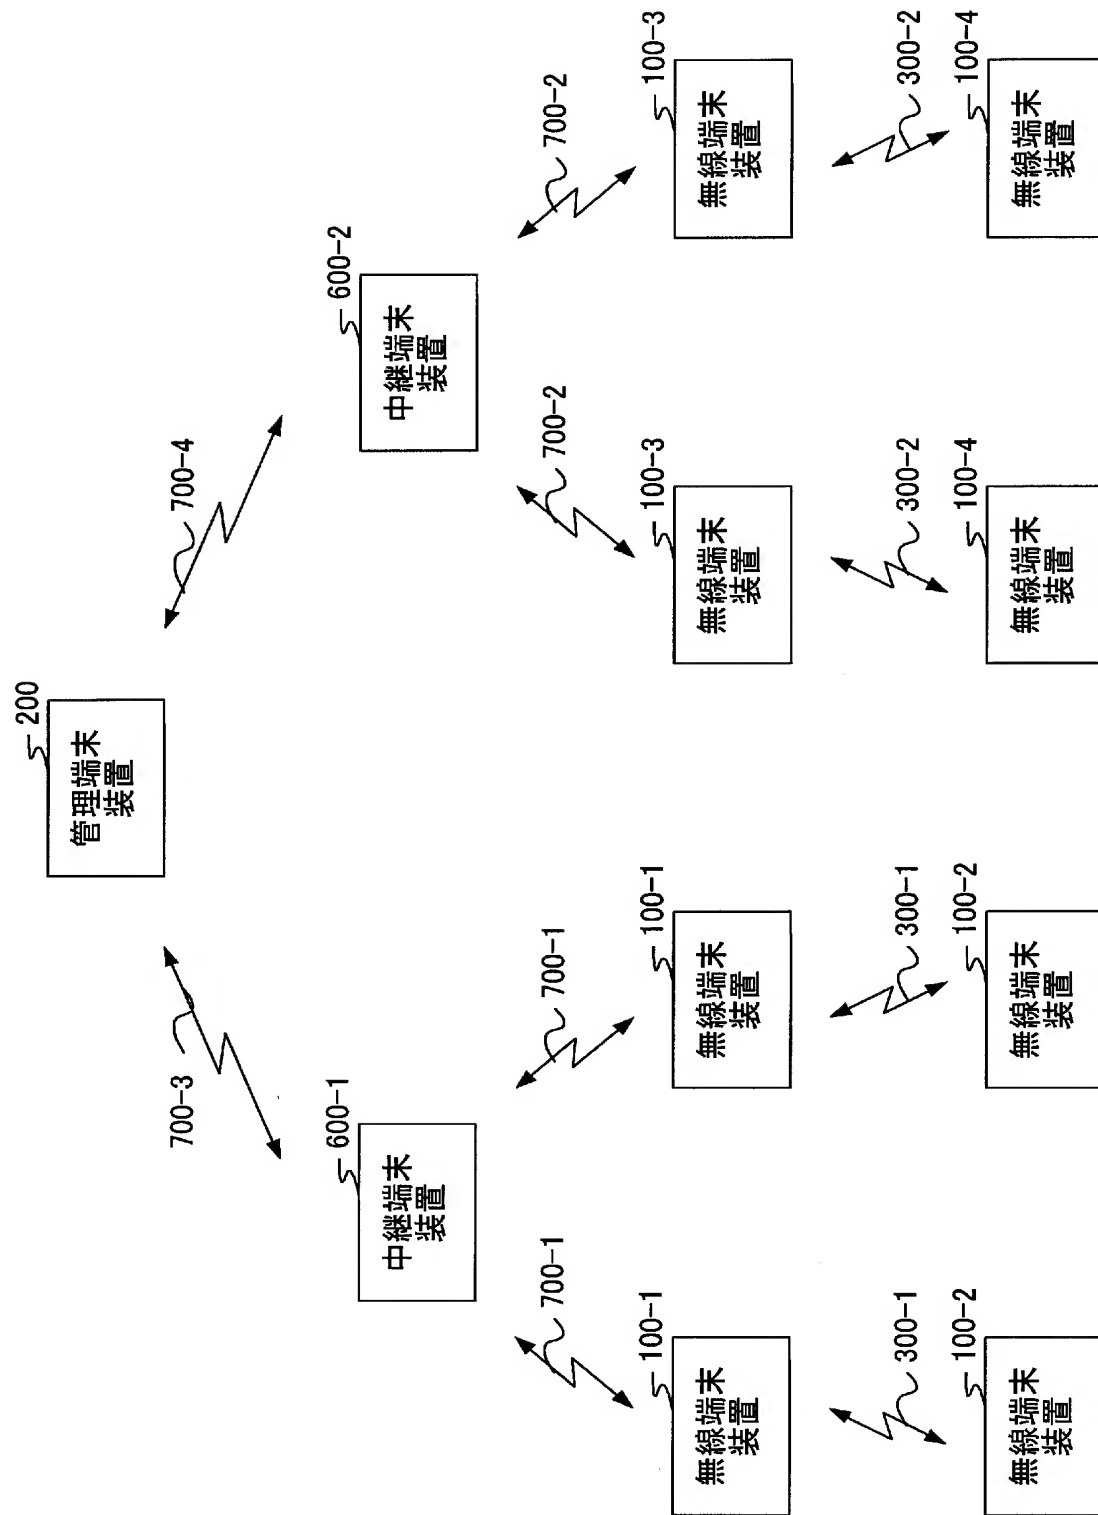 200
管理端末
装置
700-3
700-4
600-1
中継端末
装置
600-2
中継端末
装置
700-1
700-1
700-2
700-2
100-1
無線端末
装置
100-1
無線端末
装置
100-3
無線端末
装置
100-3
無線端末
装置
300-1
300-1
300-2
300-2
100-2
無線端末
装置
100-2
無線端末
装置
100-4
無線端末
装置
100-4
無線端末
装置